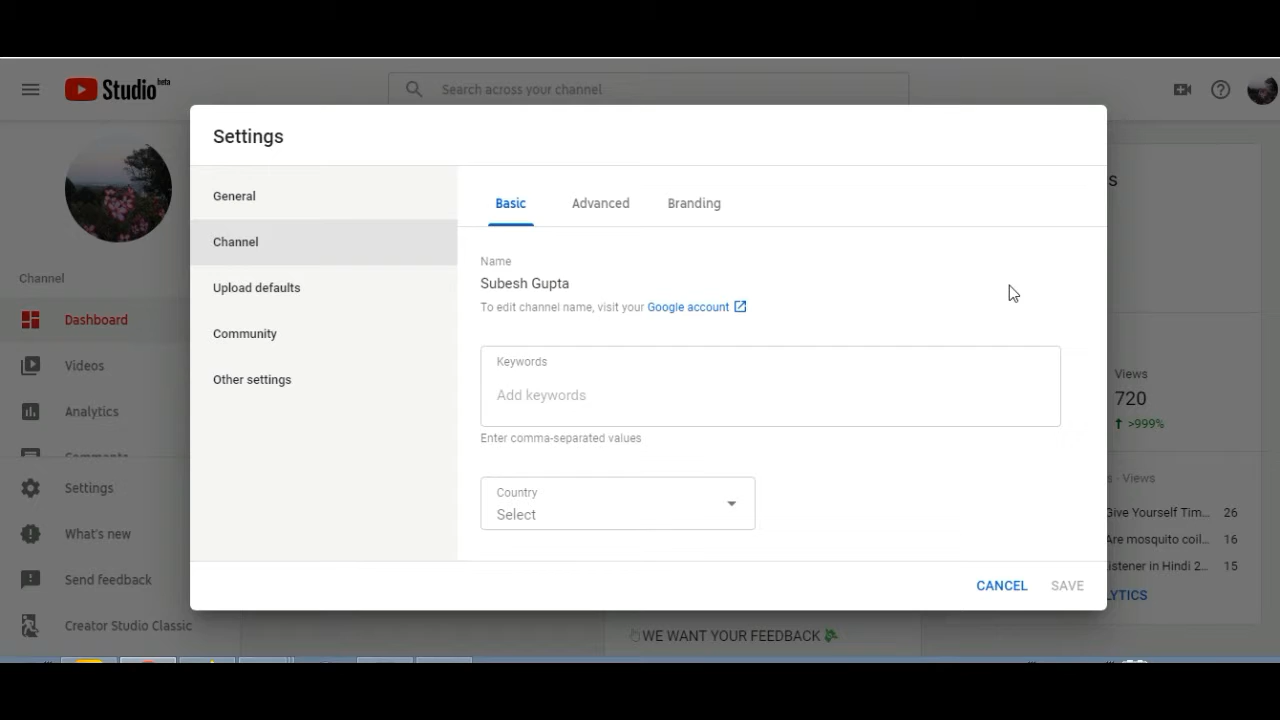 Studio beta
Search across your channel
Settings
General
Channel
Upload defaults
Community
Other settings
Basic
Advanced
Branding
Name
Subesh Gupta
To edit channel name, visit your Google account
Keywords
Add keywords
Enter comma-separated values
Country
Select
CANCEL
SAVE
Channel
Dashboard
Videos
Analytics
Comments
Settings
What's new
Send feedback
Creator Studio Classic
s
Views
720
>999%
s · Views
Give Yourself Tim... 26
Are mosquito coil... 16
istener in Hindi 2... 15
LYTICS
WE WANT YOUR FEEDBACK